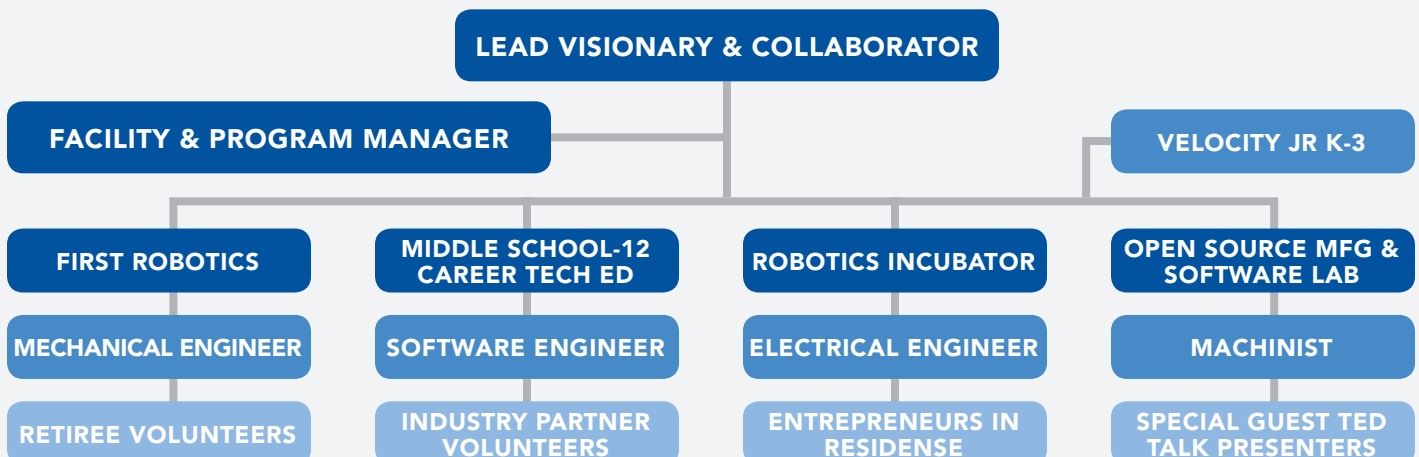 LEAD VISIONARY & COLLABORATOR
FACILITY & PROGRAM MANAGER
VELOCITY JR K-3
FIRST ROBOTICS
MIDDLE SCHOOL-12
CAREER TECH ED
ROBOTICS INCUBATOR
OPEN SOURCE MFG &
SOFTWARE LAB
MECHANICAL ENGINEER
SOFTWARE ENGINEER
ELECTRICAL ENGINEER
MACHINIST
RETIREE VOLUNTEERS
INDUSTRY PARTNER
VOLUNTEERS
ENTREPRENEURS IN
RESIDENSE
SPECIAL GUEST TED
TALK PRESENTERS